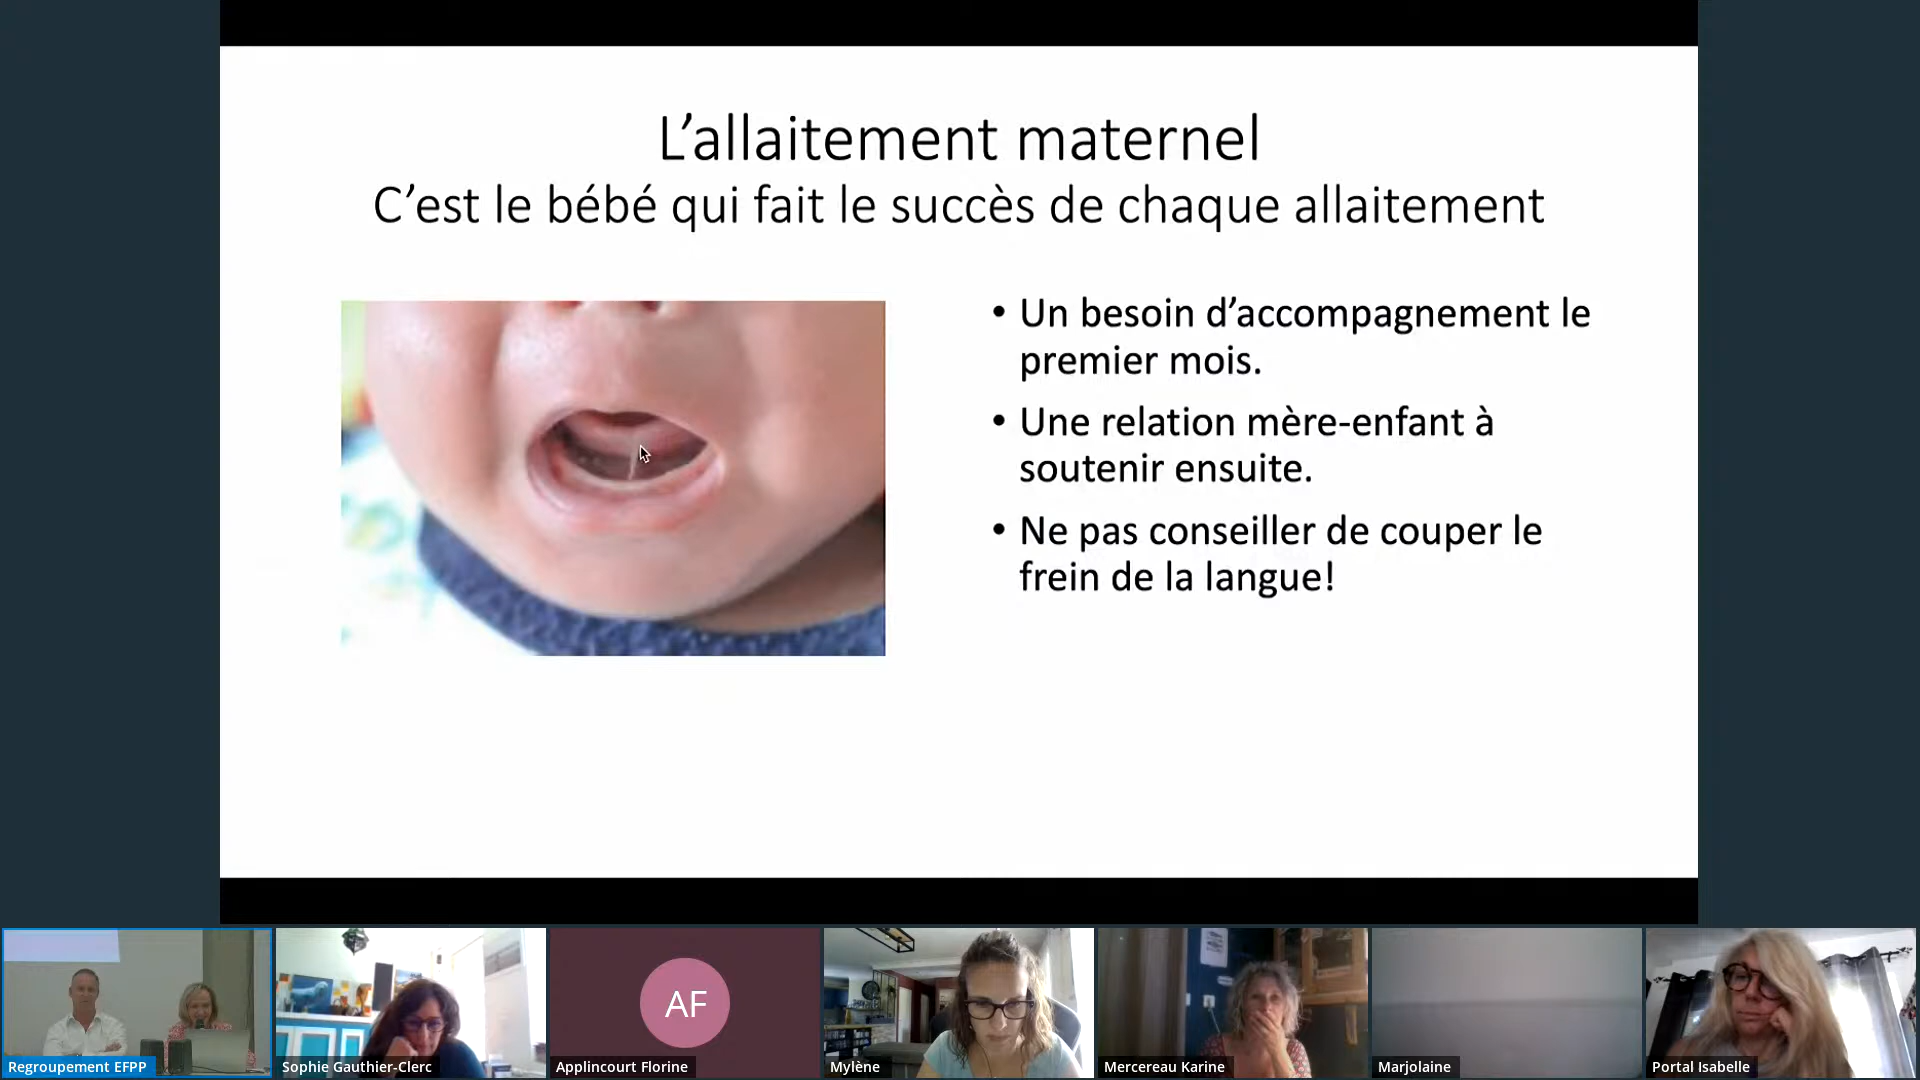 L’allaitement maternel
C’est le bébé qui fait le succès de chaque allaitement
• Un besoin d’accompagnement le
premier mois.
• Une relation mère-enfant à
soutenir ensuite.
• Ne pas conseiller de couper le
frein de la langue!
AF
Regroupement EFPP
Sophie Gauthier-Clerc
Applincourt Florine
Mylène
Mercereau Karine
Marjolaine
Portal Isabelle